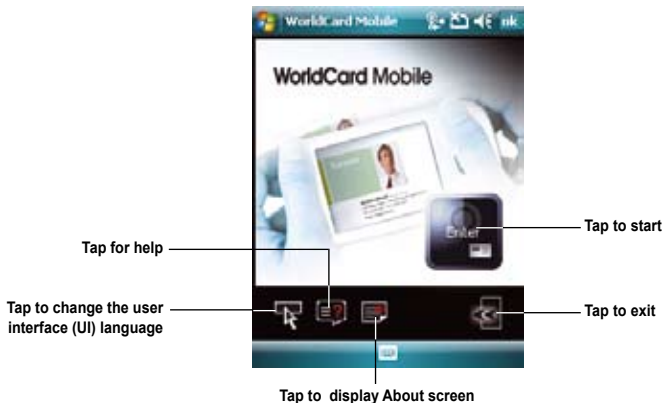 WorldCard Mobile
ok
WorldCard Mobile
Enter
Tap to start
Tap for help
Tap to change the user
interface (UI) language
Tap to exit
Tap to display About screen